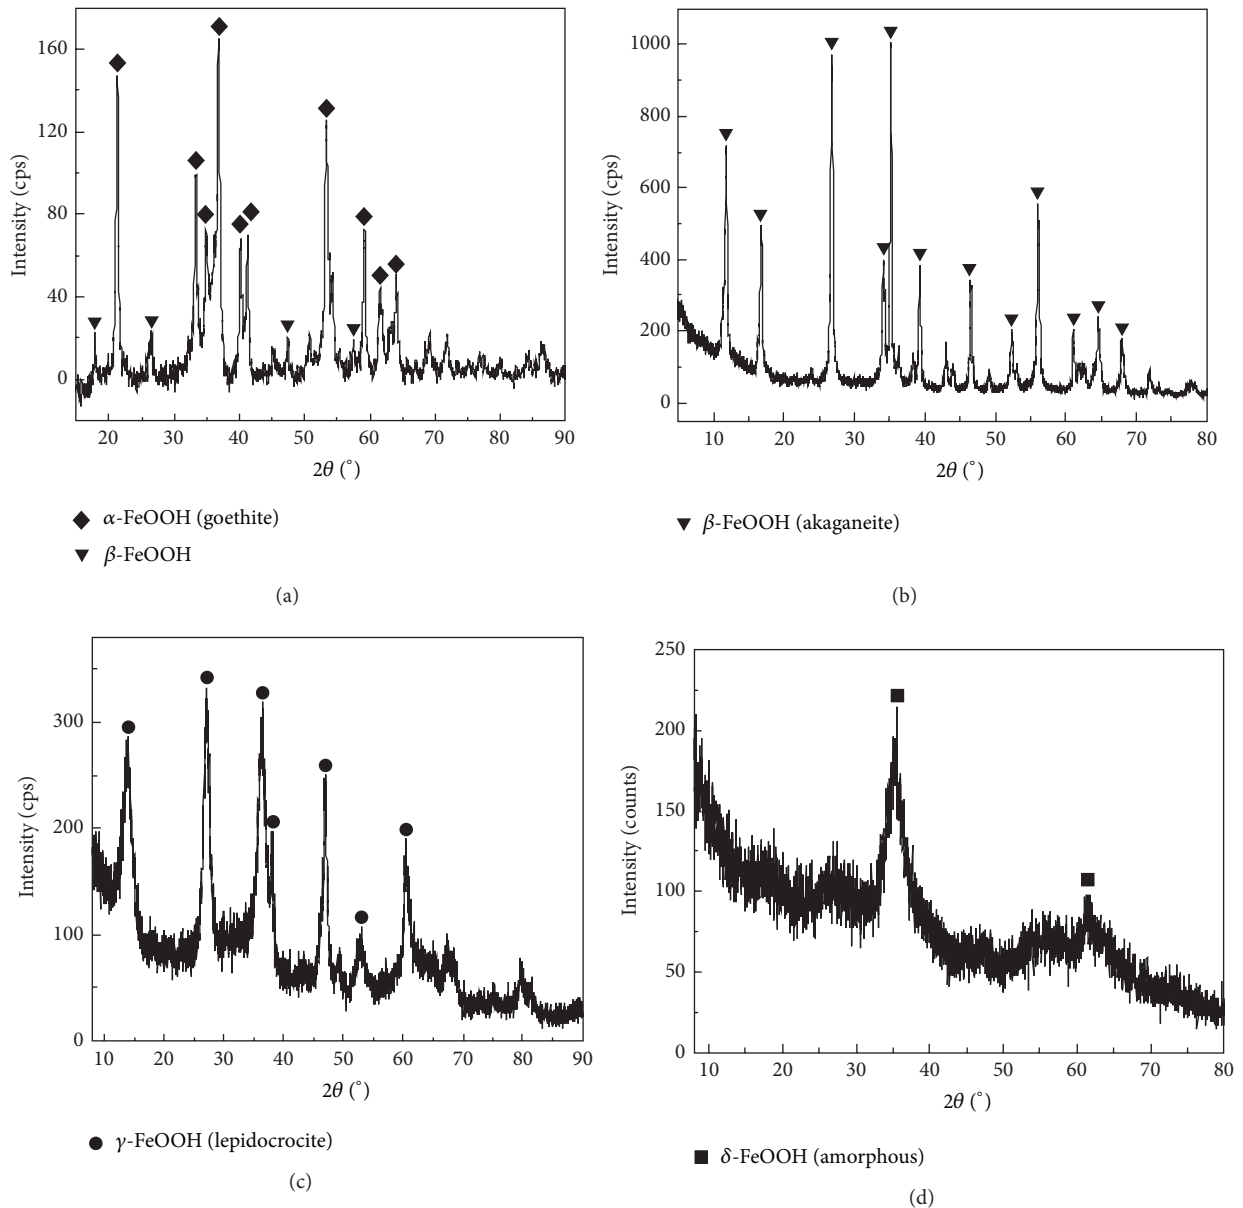 160
120
80
40
0
Intensity (cps)
20 30 40 50 60 70 80 90
2θ (°)
α-FeOOH (goethite)
β-FeOOH
(a)
1000
800
600
400
200
0
Intensity (cps)
10 20 30 40 50 60 70 80
2θ (°)
β-FeOOH (akaganeite)
(b)
300
200
100
0
Intensity (cps)
10 20 30 40 50 60 70 80 90
2θ (°)
γ-FeOOH (lepidocrocite)
(c)
250
200
150
100
50
0
Intensity (counts)
10 20 30 40 50 60 70 80
2θ (°)
δ-FeOOH (amorphous)
(d)